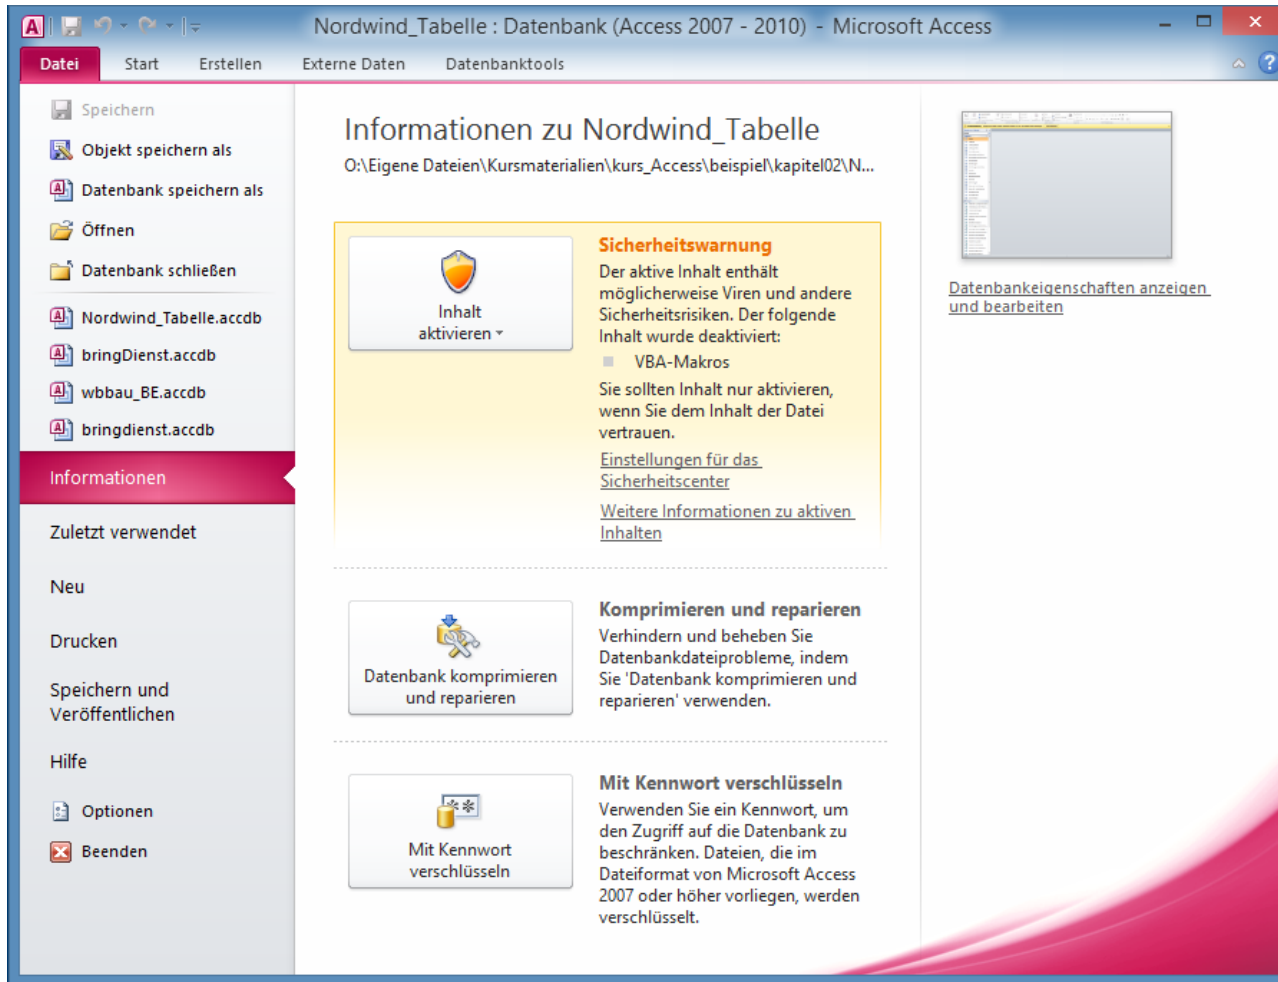 Nordwind_Tabelle : Datenbank (Access 2007 - 2010) - Microsoft Access
Datei Start Erstellen Externe Daten Datenbanktools
Speichern
Objekt speichern als
Datenbank speichern als
Öffnen
Datenbank schließen
Nordwind_Tabelle.accdb
bringDienst.accdb
wbbau_BE.accdb
bringdienst.accdb
Informationen
Zuletzt verwendet
Neu
Drucken
Speichern und
Veröffentlichen
Hilfe
Optionen
Beenden
Informationen zu Nordwind_Tabelle
O:\Eigene Dateien\Kursmaterialien\kurs_Access\beispiel\kapitel02\N...
Inhalt
aktivieren
Sicherheitswarnung
Der aktive Inhalt enthält
möglicherweise Viren und andere
Sicherheitsrisiken. Der folgende
Inhalt wurde deaktiviert:
VBA-Makros
Sie sollten Inhalt nur aktivieren,
wenn Sie dem Inhalt der Datei
vertrauen.
Einstellungen für das
Sicherheitscenter
Weitere Informationen zu aktiven
Inhalten
Datenbank komprimieren
und reparieren
Komprimieren und reparieren
Verhindern und beheben Sie
Datenbankdateiprobleme, indem
Sie 'Datenbank komprimieren und
reparieren' verwenden.
Mit Kennwort
verschlüsseln
Mit Kennwort verschlüsseln
Verwenden Sie ein Kennwort, um
den Zugriff auf die Datenbank zu
beschränken. Dateien, die im
Dateiformat von Microsoft Access
2007 oder höher vorliegen, werden
verschlüsselt.
Datenbankeigenschaften anzeigen
und bearbeiten